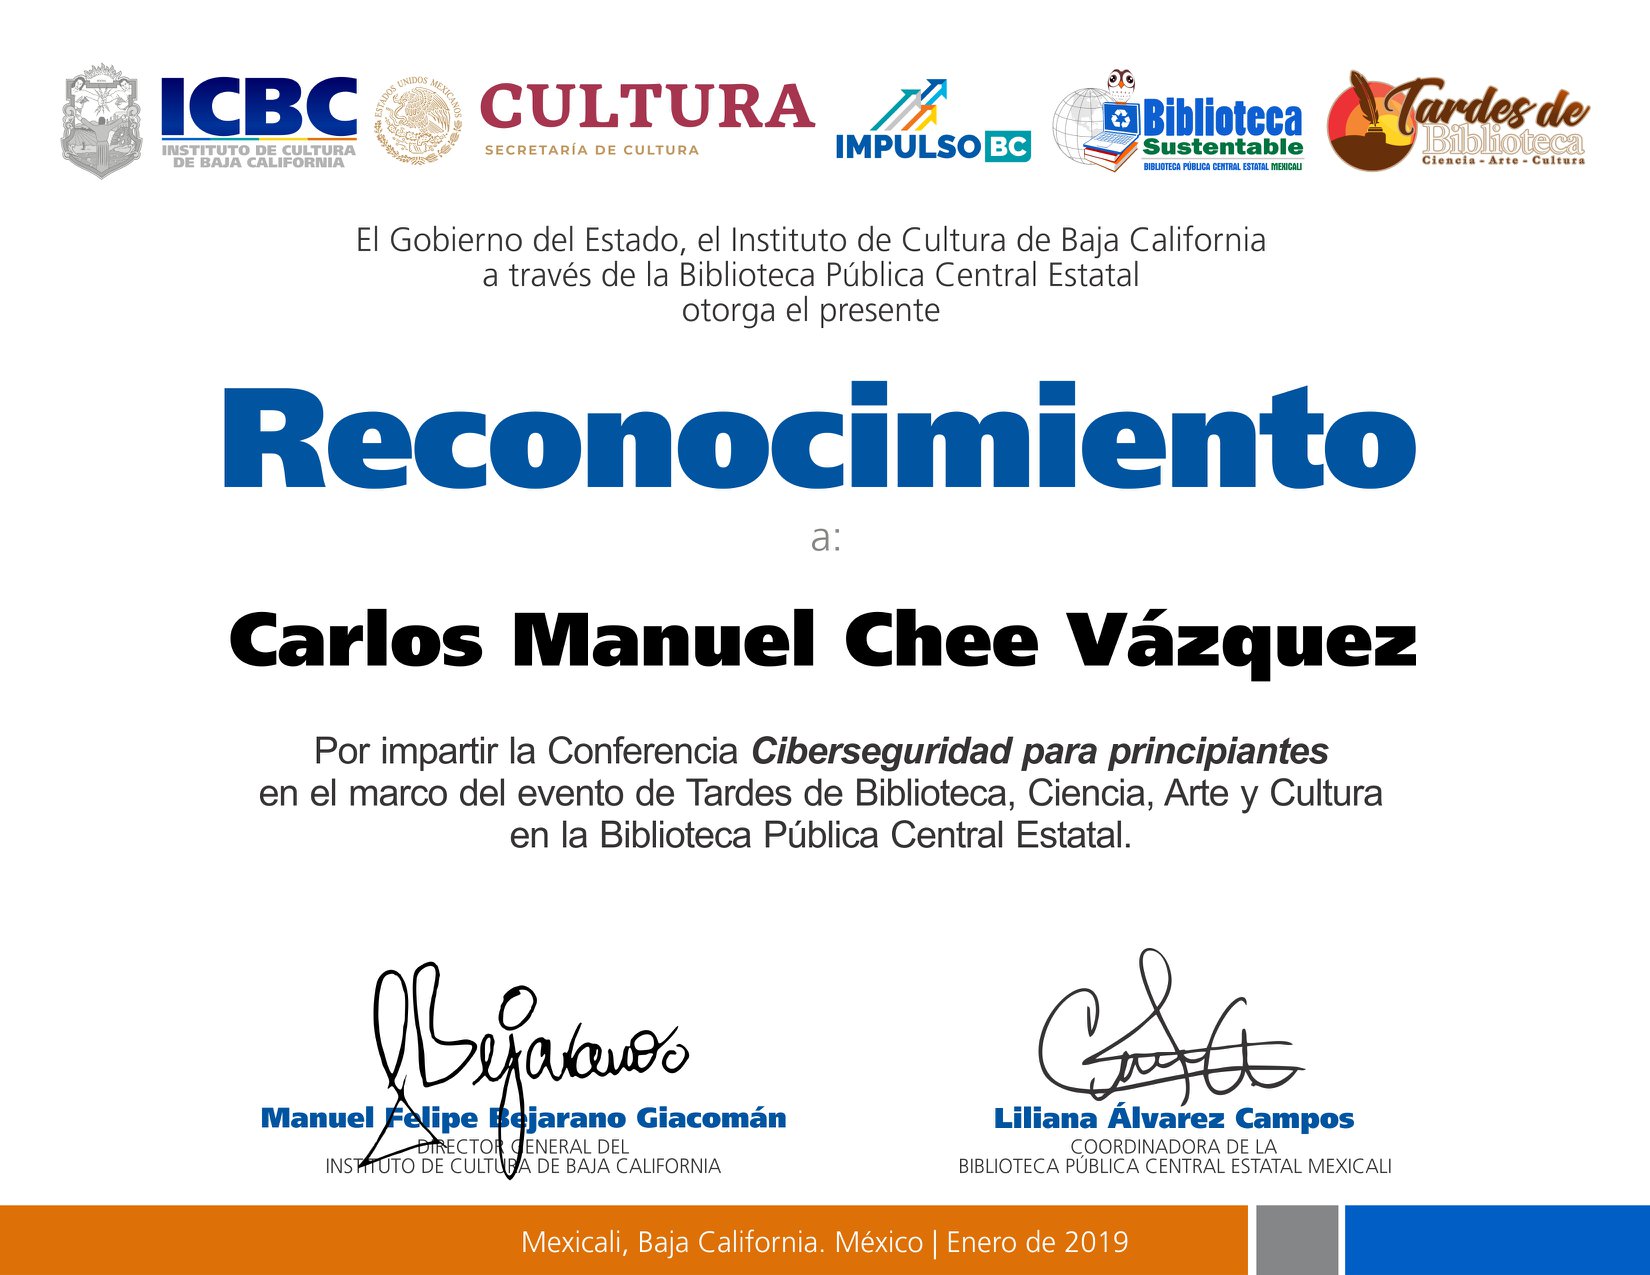 ICBC
INSTITUTO DE CULTURA
DE BAJA CALIFORNIA
ESTADOS UNIDOS MEXICANOS
CULTURA
SECRETARÍA DE CULTURA
IMPULSO BC
Biblioteca
Sustentable
BIBLIOTECA PÚBLICA CENTRAL ESTATAL MEXICALI
Tardes de
Biblioteca
Ciencia - Arte - Cultura
El Gobierno del Estado, el Instituto de Cultura de Baja California
a través de la Biblioteca Pública Central Estatal
otorga el presente
Reconocimiento
a:
Carlos Manuel Chee Vázquez
Por impartir la Conferencia Ciberseguridad para principiantes
en el marco del evento de Tardes de Biblioteca, Ciencia, Arte y Cultura
en la Biblioteca Pública Central Estatal.
Bejarano
Manuel Felipe Bejarano Giacomán
DIRECTOR GENERAL DEL
INSTITUTO DE CULTURA DE BAJA CALIFORNIA
Liliana Álvarez Campos
COORDINADORA DE LA
BIBLIOTECA PÚBLICA CENTRAL ESTATAL MEXICALI
Mexicali, Baja California. México | Enero de 2019